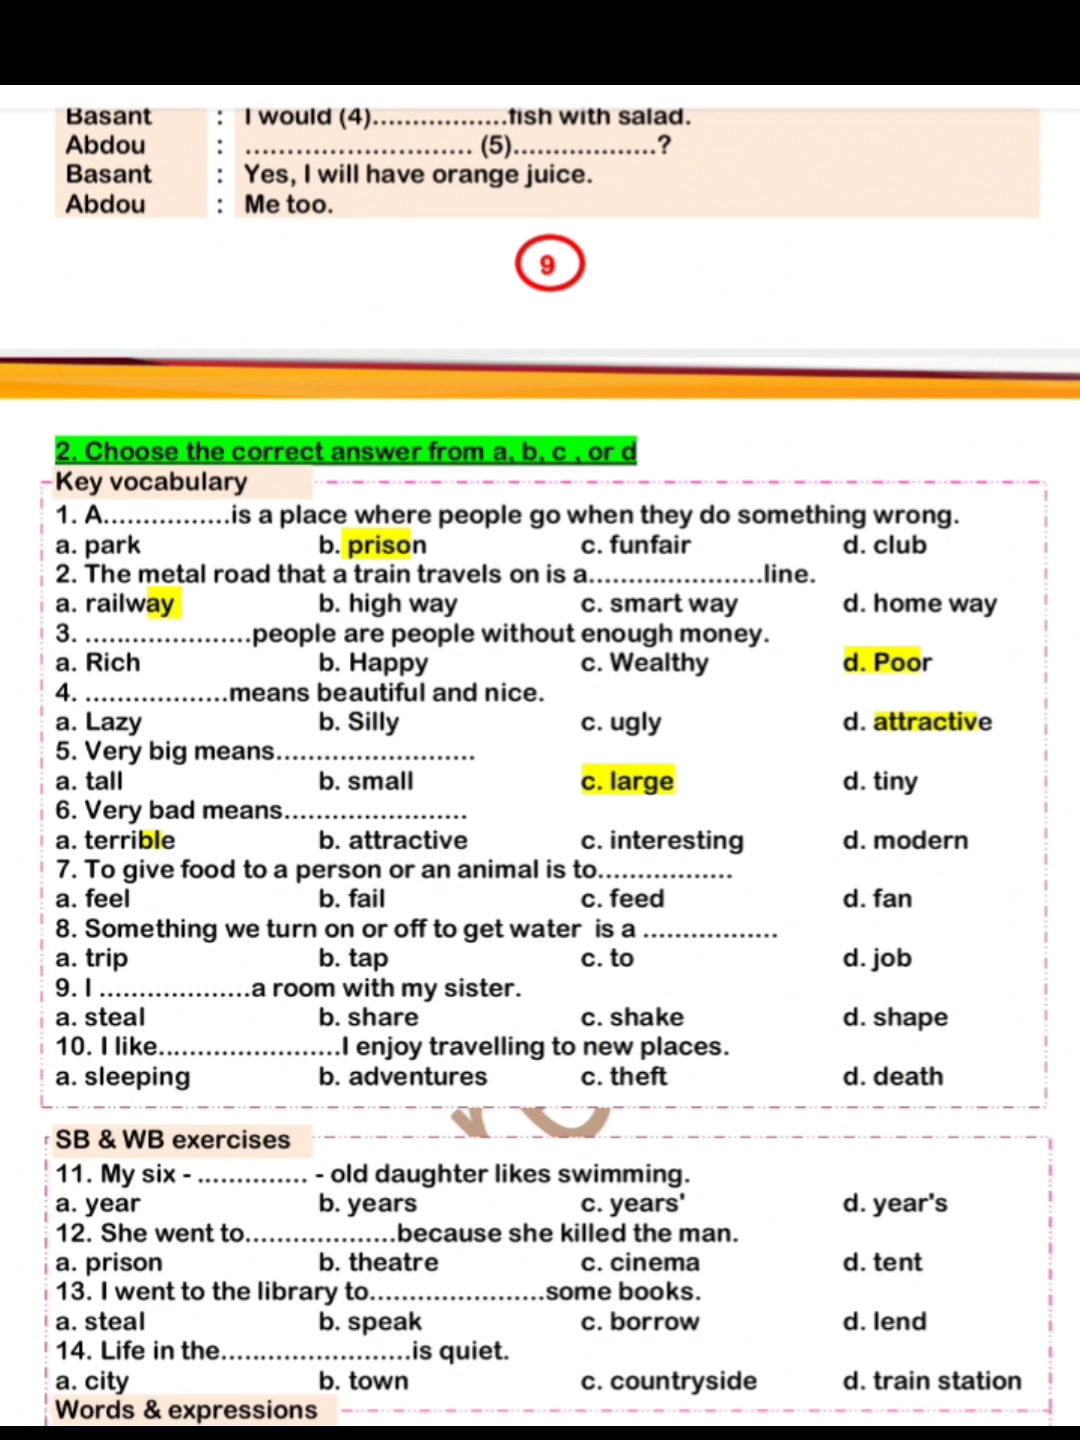 Basant : I would (4).................fish with salad.
Abdou : ........................... (5)..................?
Basant : Yes, I will have orange juice.
Abdou : Me too.
9
2. Choose the correct answer from a, b, c , or d
Key vocabulary
1. A................is a place where people go when they do something wrong.
a. park b. prison c. funfair d. club
2. The metal road that a train travels on is a......................line.
a. railway b. high way c. smart way d. home way
3. .....................people are people without enough money.
a. Rich b. Happy c. Wealthy d. Poor
4. ..................means beautiful and nice.
a. Lazy b. Silly c. ugly d. attractive
5. Very big means.........................
a. tall b. small c. large d. tiny
6. Very bad means.......................
a. terrible b. attractive c. interesting d. modern
7. To give food to a person or an animal is to.................
a. feel b. fail c. feed d. fan
8. Something we turn on or off to get water is a .................
a. trip b. tap c. to d. job
9. I ...................a room with my sister.
a. steal b. share c. shake d. shape
10. I like.......................I enjoy travelling to new places.
a. sleeping b. adventures c. theft d. death
SB & WB exercises
11. My six - .............. - old daughter likes swimming.
a. year b. years c. years' d. year's
12. She went to...................because she killed the man.
a. prison b. theatre c. cinema d. tent
13. I went to the library to......................some books.
a. steal b. speak c. borrow d. lend
14. Life in the........................is quiet.
a. city b. town c. countryside d. train station
Words & expressions